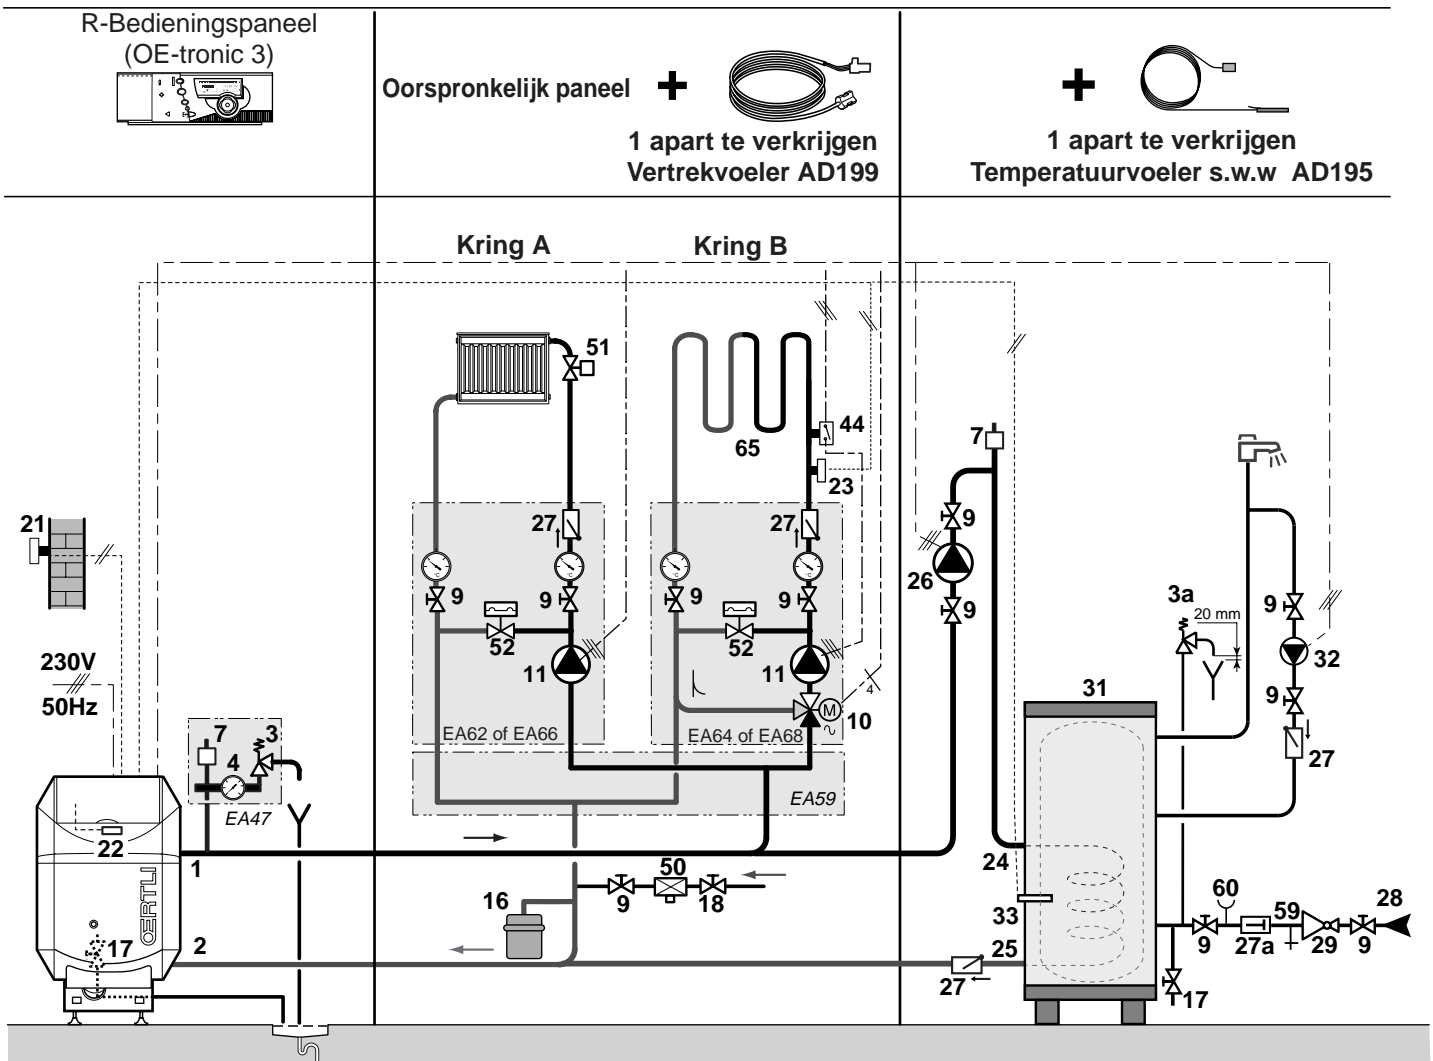 R-Bedieningspaneel
(OE-tronic 3)
Oorspronkelijk paneel +
1 apart te verkrijgen
Vertrekvoeler AD199
+
1 apart te verkrijgen
Temperatuurvoeler s.w.w AD195
Kring A
Kring B
51
65
44
23
7
21
27
27
°C
°C
°C
°C
9
9
9
9
9
26
9
52
52
11
11
3a
20 mm
9
32
9
31
27
230V
50Hz
7
4
3
EA47
EA62 of EA66
EA64 of EA68
M
4
10
EA59
22
1
OERTLI
17
2
16
9
50
18
24
33
25
27
60
59
28
9
27a
29
9
17